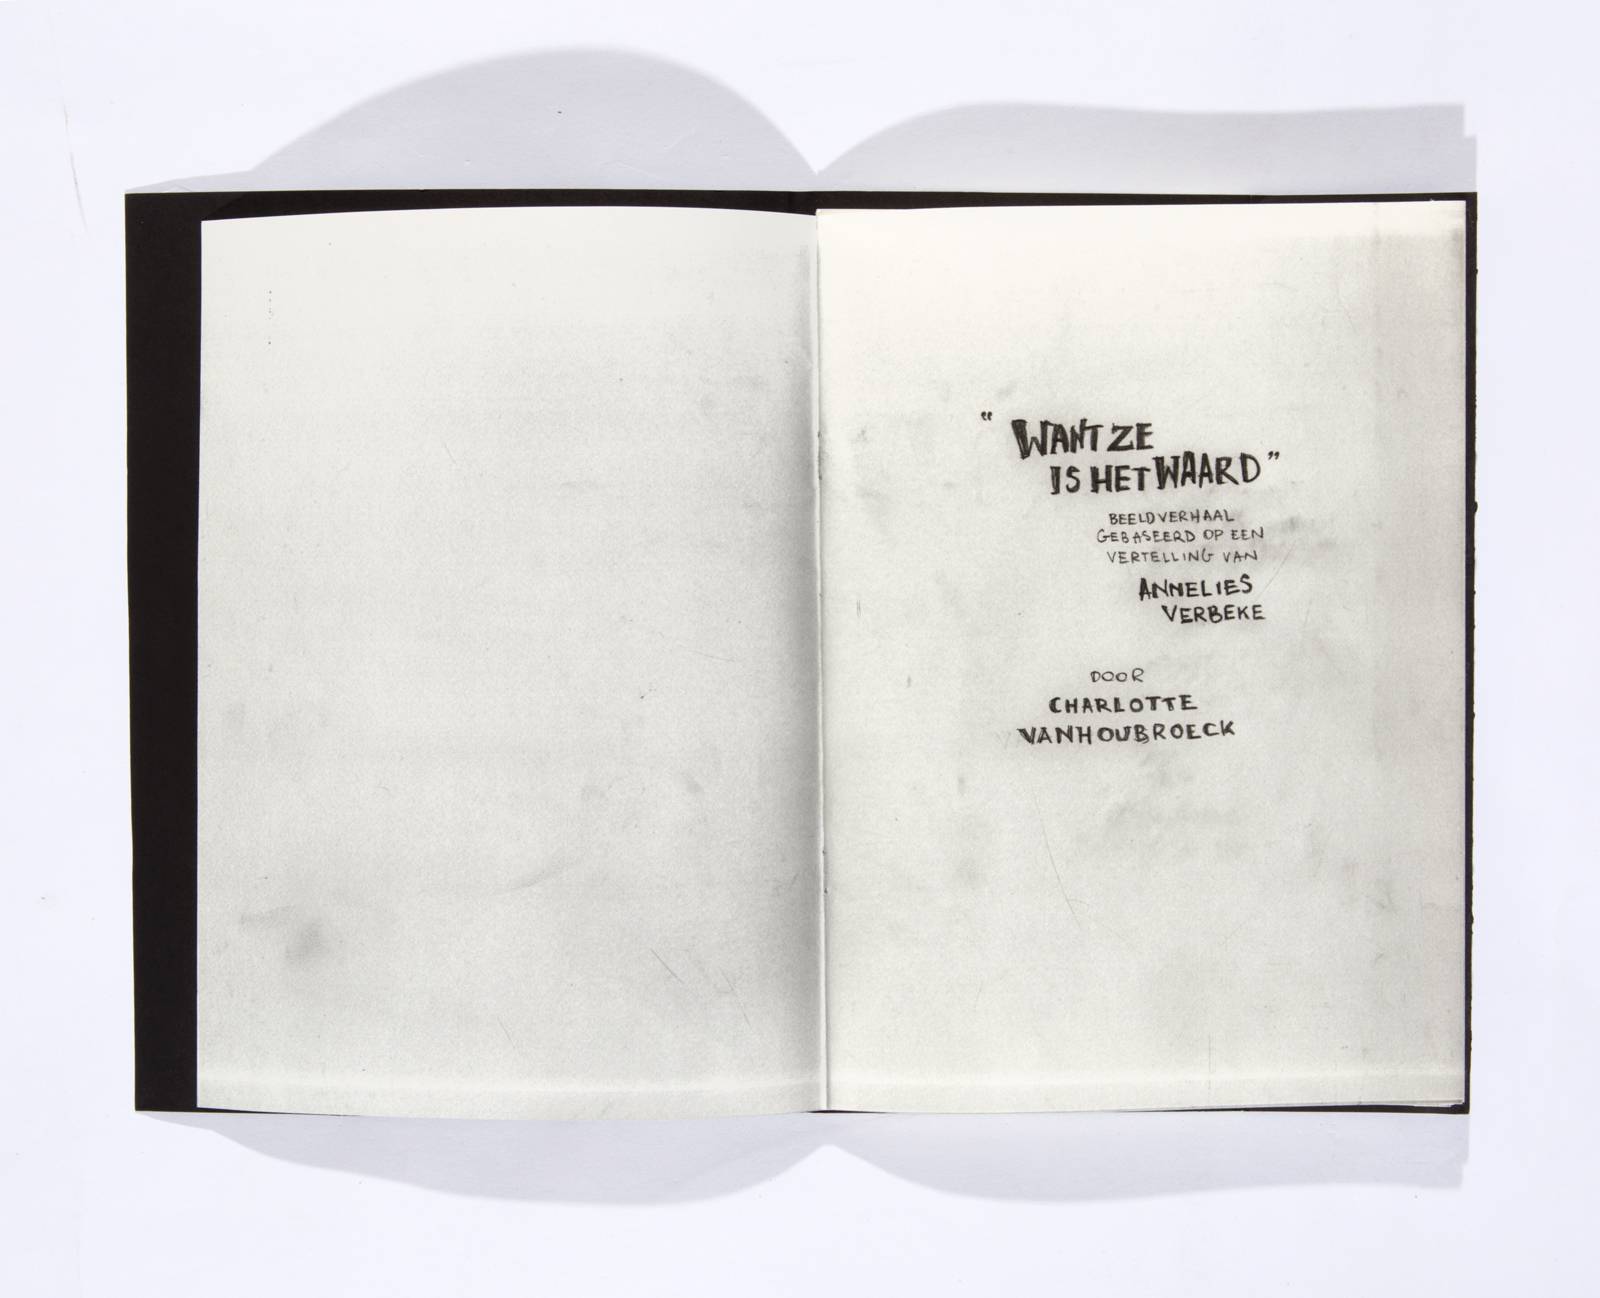 “ WANT ZE
IS HET WAARD”
BEELDVERHAAL
GEBASEERD OP EEN
VERTELLING VAN
ANNELIES
VERBEKE
DOOR
CHARLOTTE
VANHOUBROECK